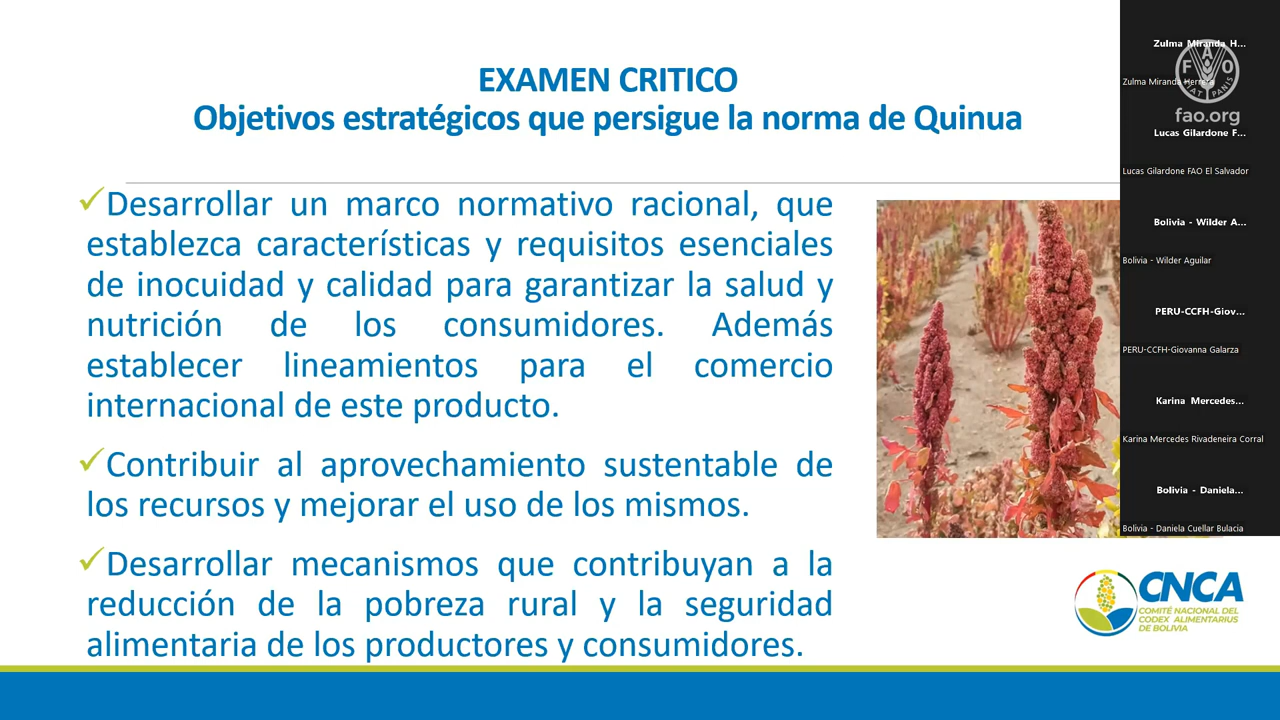 EXAMEN CRITICO
Objetivos estratégicos que persigue la norma de Quinua
✓Desarrollar un marco normativo racional, que
establezca características y requisitos esenciales
de inocuidad y calidad para garantizar la salud y
nutrición de los consumidores. Además
establecer lineamientos para el comercio
internacional de este producto.
✓Contribuir al aprovechamiento sustentable de
los recursos y mejorar el uso de los mismos.
✓Desarrollar mecanismos que contribuyan a la
reducción de la pobreza rural y la seguridad
alimentaria de los productores y consumidores.
Zulma Miranda H...
Zulma Miranda Herrera
F A O
FIAT PANIS
fao.org
Lucas Gilardone F...
Lucas Gilardone FAO El Salvador
Bolivia - Wilder A...
Bolivia - Wilder Aguilar
PERU-CCFH-Giov...
PERU-CCFH-Giovanna Galarza
Karina Mercedes...
Karina Mercedes Rivadeneira Corral
Bolivia - Daniela...
Bolivia - Daniela Cuellar Bulacia
CNCA
COMITÉ NACIONAL DEL
CODEX ALIMENTARIUS
DE BOLIVIA